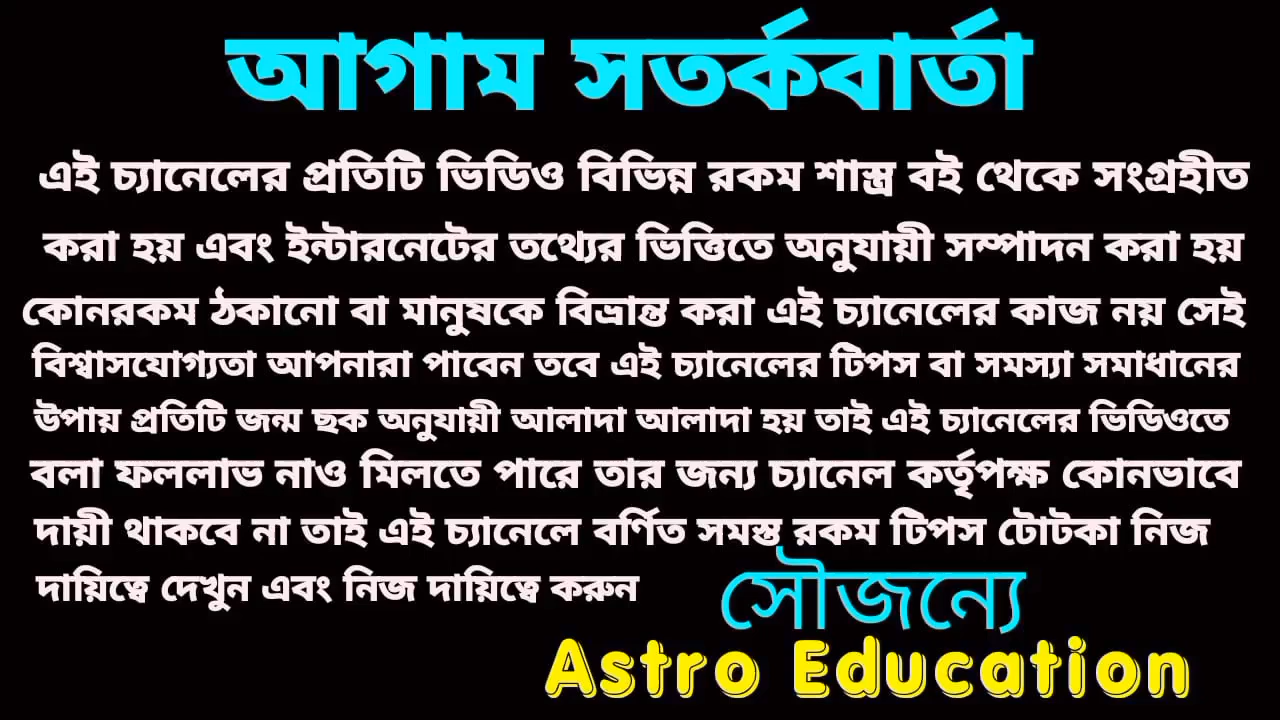 আগাম সতর্কবার্তা
এই চ্যানেলের প্রতিটি ভিডিও বিভিন্ন রকম শাস্ত্র বই থেকে সংগ্রহীত
করা হয় এবং ইন্টারনেটের তথ্যের ভিত্তিতে অনুযায়ী সম্পাদন করা হয়
কোনরকম ঠকানো বা মানুষকে বিভ্রান্ত করা এই চ্যানেলের কাজ নয় সেই
বিশ্বাসযোগ্যতা আপনারা পাবেন তবে এই চ্যানেলের টিপস বা সমস্যা সমাধানের
উপায় প্রতিটি জন্ম ছক অনুযায়ী আলাদা আলাদা হয় তাই এই চ্যানেলের ভিডিওতে
বলা ফললাভ নাও মিলতে পারে তার জন্য চ্যানেল কর্তৃপক্ষ কোনভাবে
দায়ী থাকবে না তাই এই চ্যানেলে বর্ণিত সমস্ত রকম টিপস টোটকা নিজ
দায়িত্বে দেখুন এবং নিজ দায়িত্বে করুন
সৌজন্যে
Astro Education